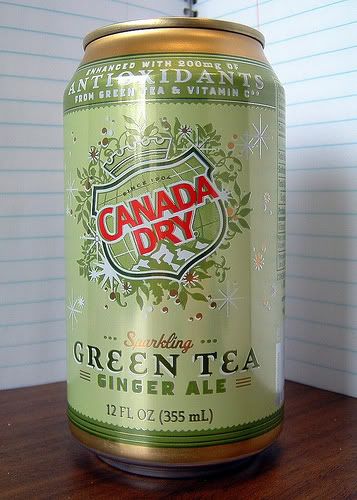 ENHANCED WITH 200mg OF
ANTIOXIDANTS
FROM GREEN TEA & VITAMIN C**
SINCE 1904
CANADA
DRY
Sparkling
GREEN TEA
GINGER ALE
12 FL OZ (355 mL)